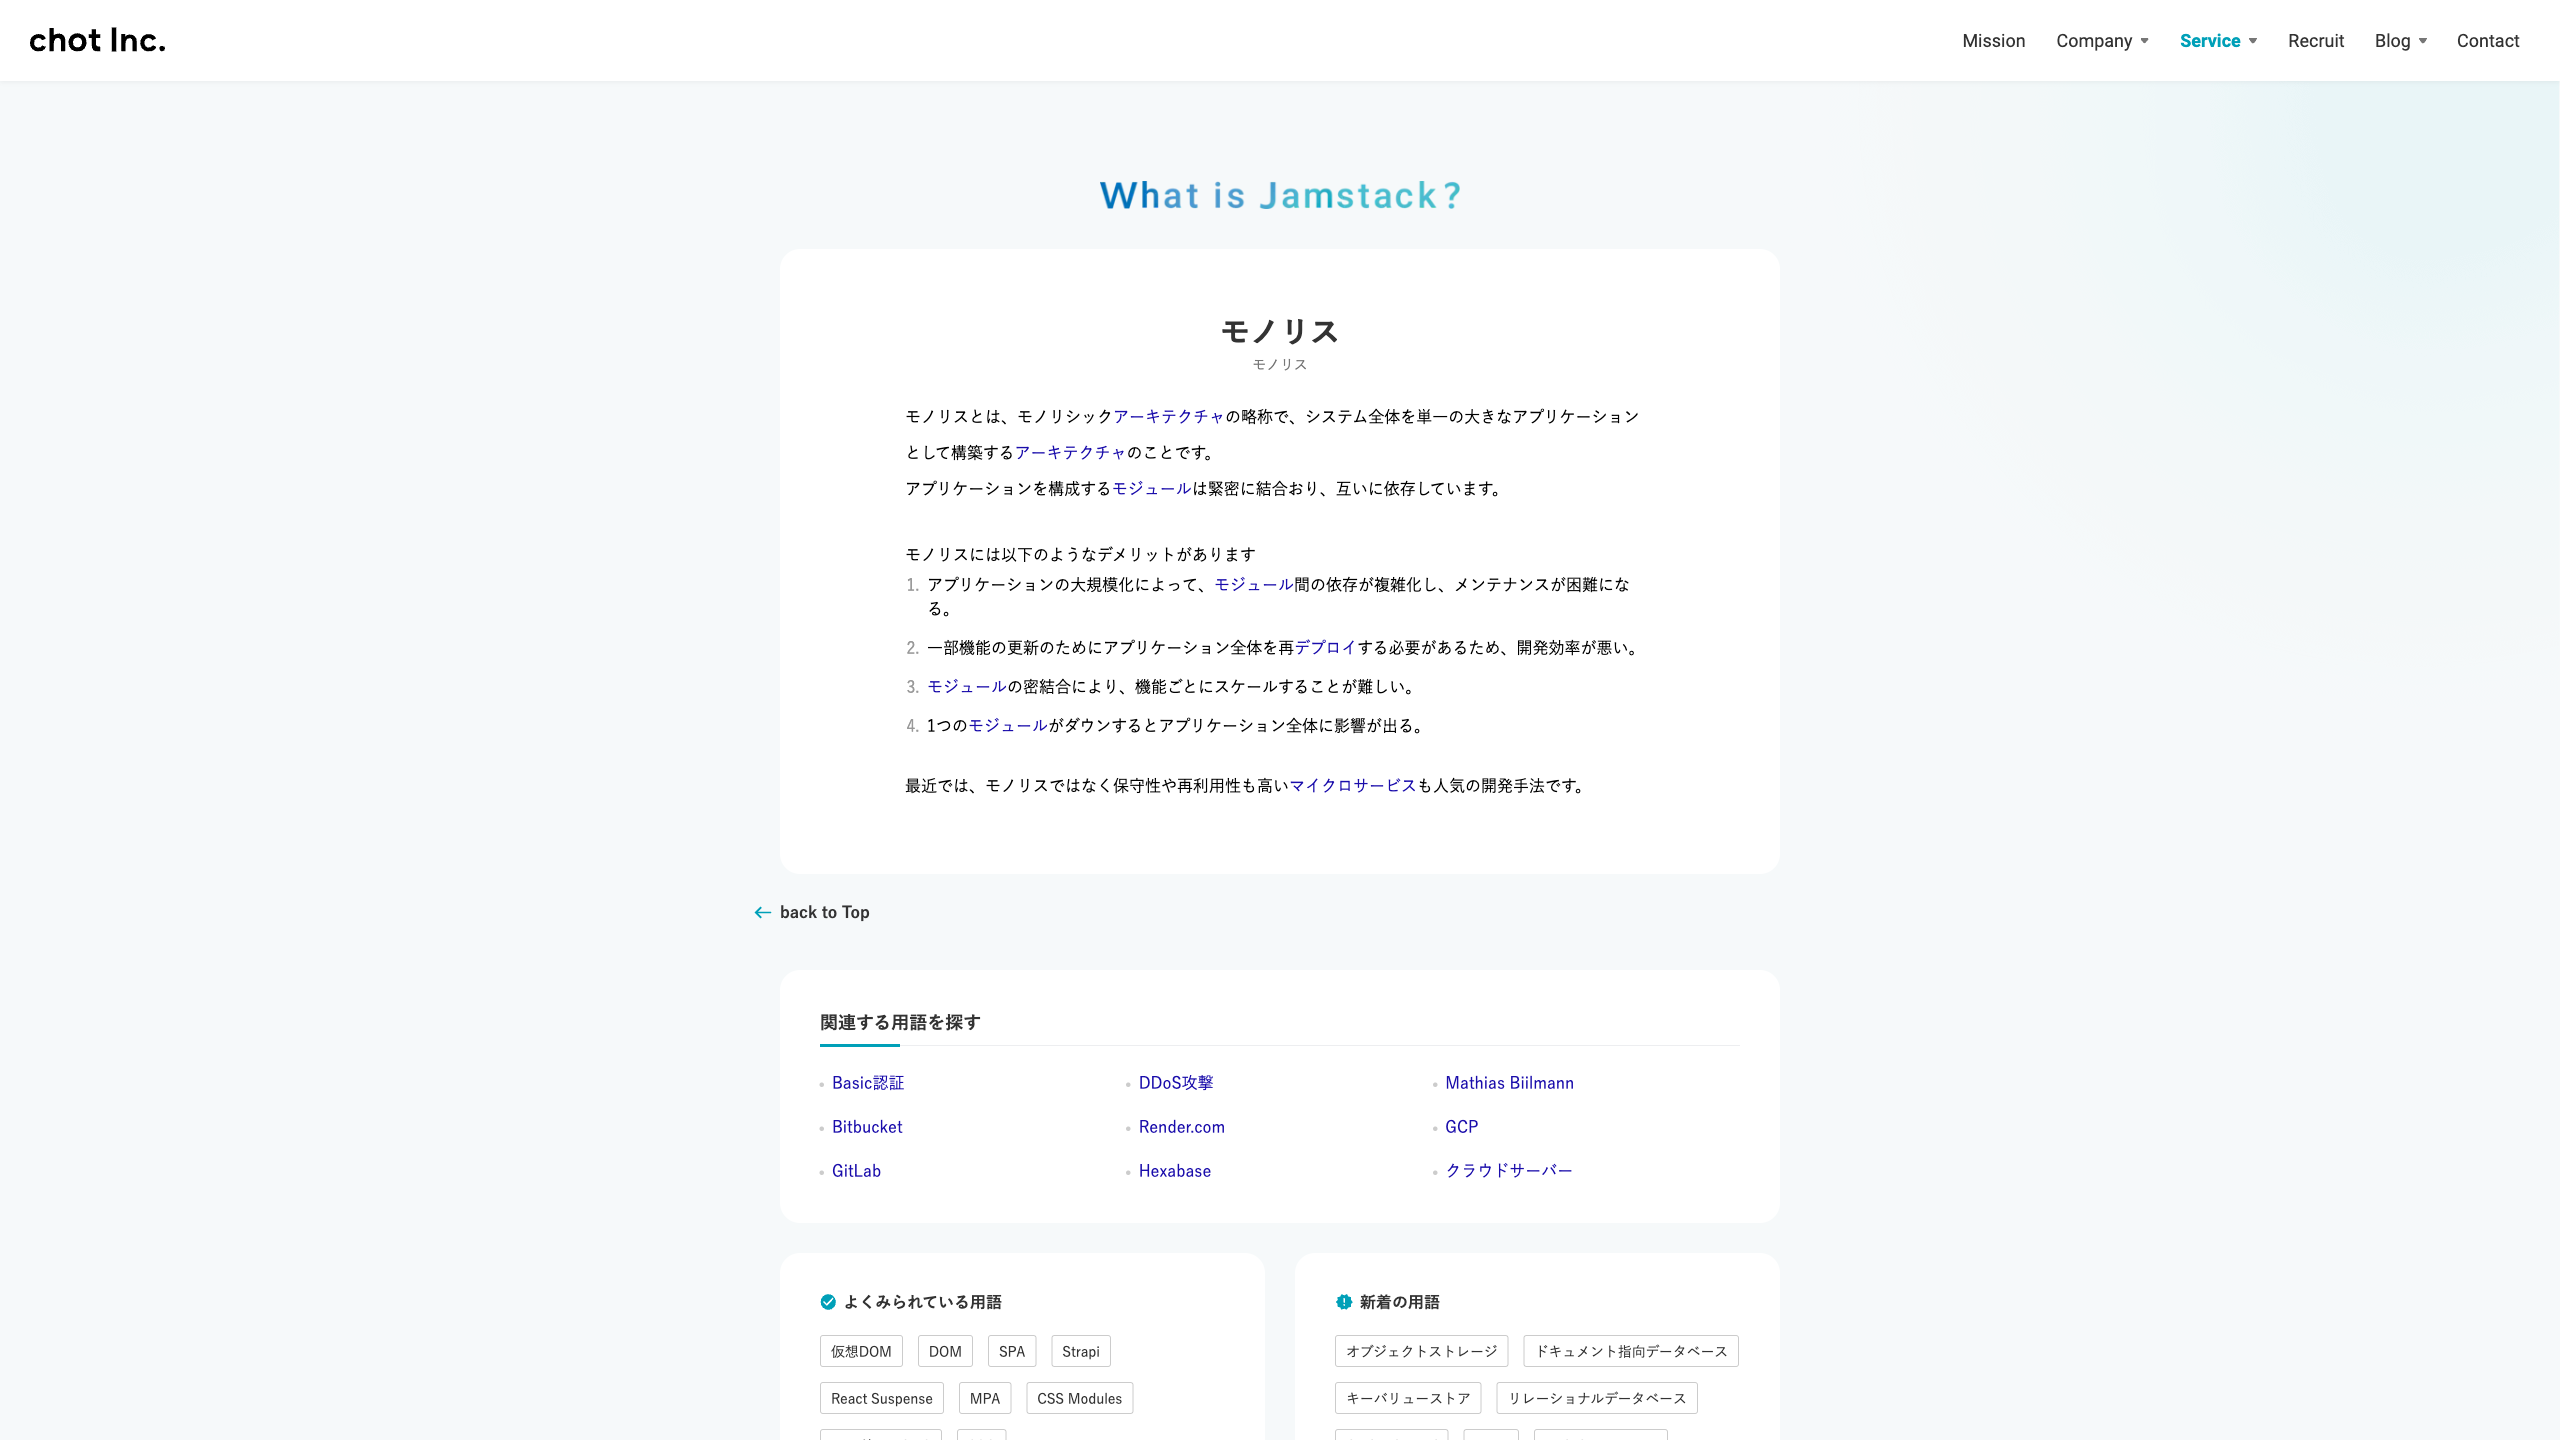 chot Inc.
Mission Company Service Recruit Blog Contact
What is Jamstack?
モノリス
モノリス
モノリスとは、モノリシックアーキテクチャの略称で、システム全体を単一の大きなアプリケーション
として構築するアーキテクチャのことです。
アプリケーションを構成するモジュールは緊密に結合おり、互いに依存しています。
モノリスには以下のようなデメリットがあります
1. アプリケーションの大規模化によって、モジュール間の依存が複雑化し、メンテナンスが困難にな
る。
2. 一部機能の更新のためにアプリケーション全体を再デプロイする必要があるため、開発効率が悪い。
3. モジュールの密結合により、機能ごとにスケールすることが難しい。
4. 1つのモジュールがダウンするとアプリケーション全体に影響が出る。
最近では、モノリスではなく保守性や再利用性も高いマイクロサービスも人気の開発手法です。
back to Top
関連する用語を探す
Basic認証 DDoS攻撃 Mathias Biilmann
Bitbucket Render.com GCP
GitLab Hexabase クラウドサーバー
よくみられている用語
仮想DOM DOM SPA Strapi
React Suspense MPA CSS Modules
新着の用語
オブジェクトストレージ ドキュメント指向データベース
キーバリューストア リレーショナルデータベース